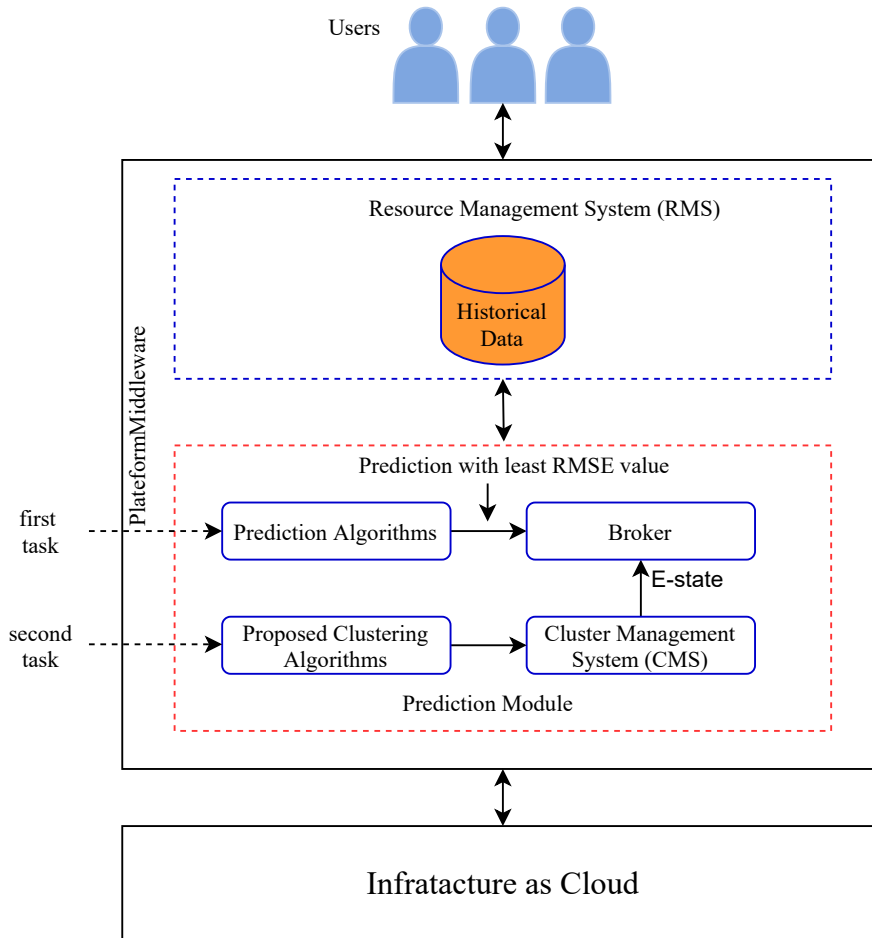 Users
Resource Management System (RMS)
Historical
Data
PlateformMiddleware
Prediction with least RMSE value
first
task
Prediction Algorithms
Broker
E-state
second
task
Proposed Clustering
Algorithms
Cluster Management
System (CMS)
Prediction Module
Infratacture as Cloud